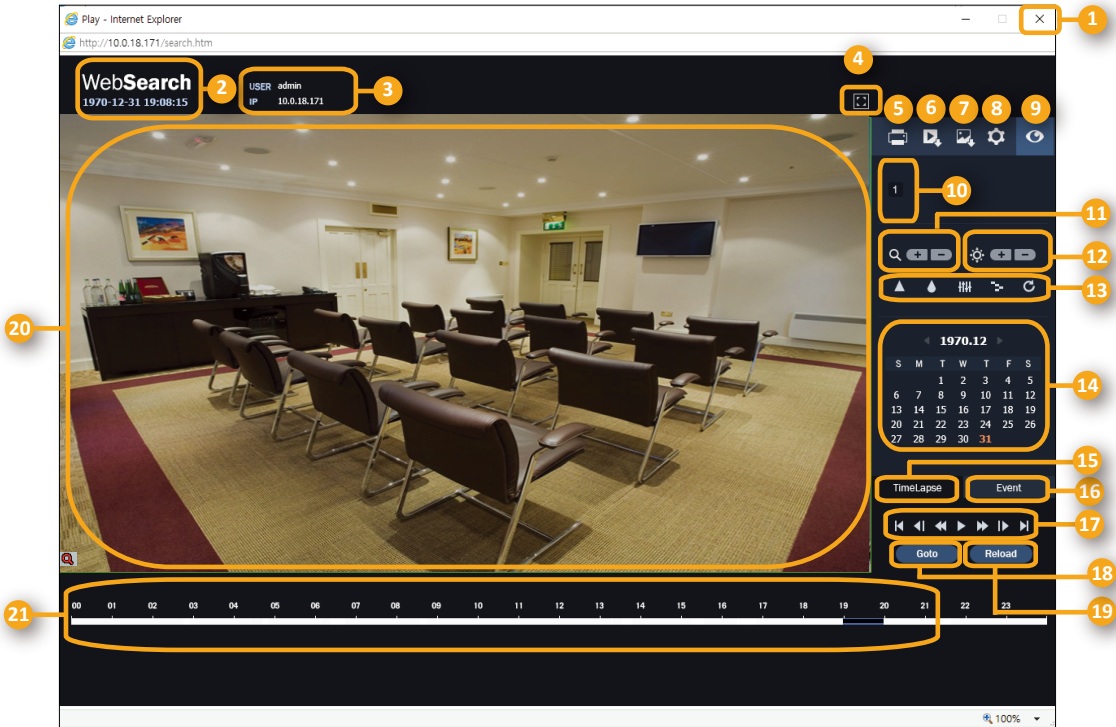 Play - Internet Explorer
1
http://10.0.18.171/search.htm
WebSearch
1970-12-31 19:08:15
2
USER admin
IP 10.0.18.171
3
4
5 6 7 8 9
1
10
11
12
13
1970.12
S M T W T F S
1 2 3 4 5
6 7 8 9 10 11 12
13 14 15 16 17 18 19
20 21 22 23 24 25 26
27 28 29 30 31
14
15
TimeLapse Event
16
17
Goto Reload
18
19
20
21
00 01 02 03 04 05 06 07 08 09 10 11 12 13 14 15 16 17 18 19 20 21 22 23
100%